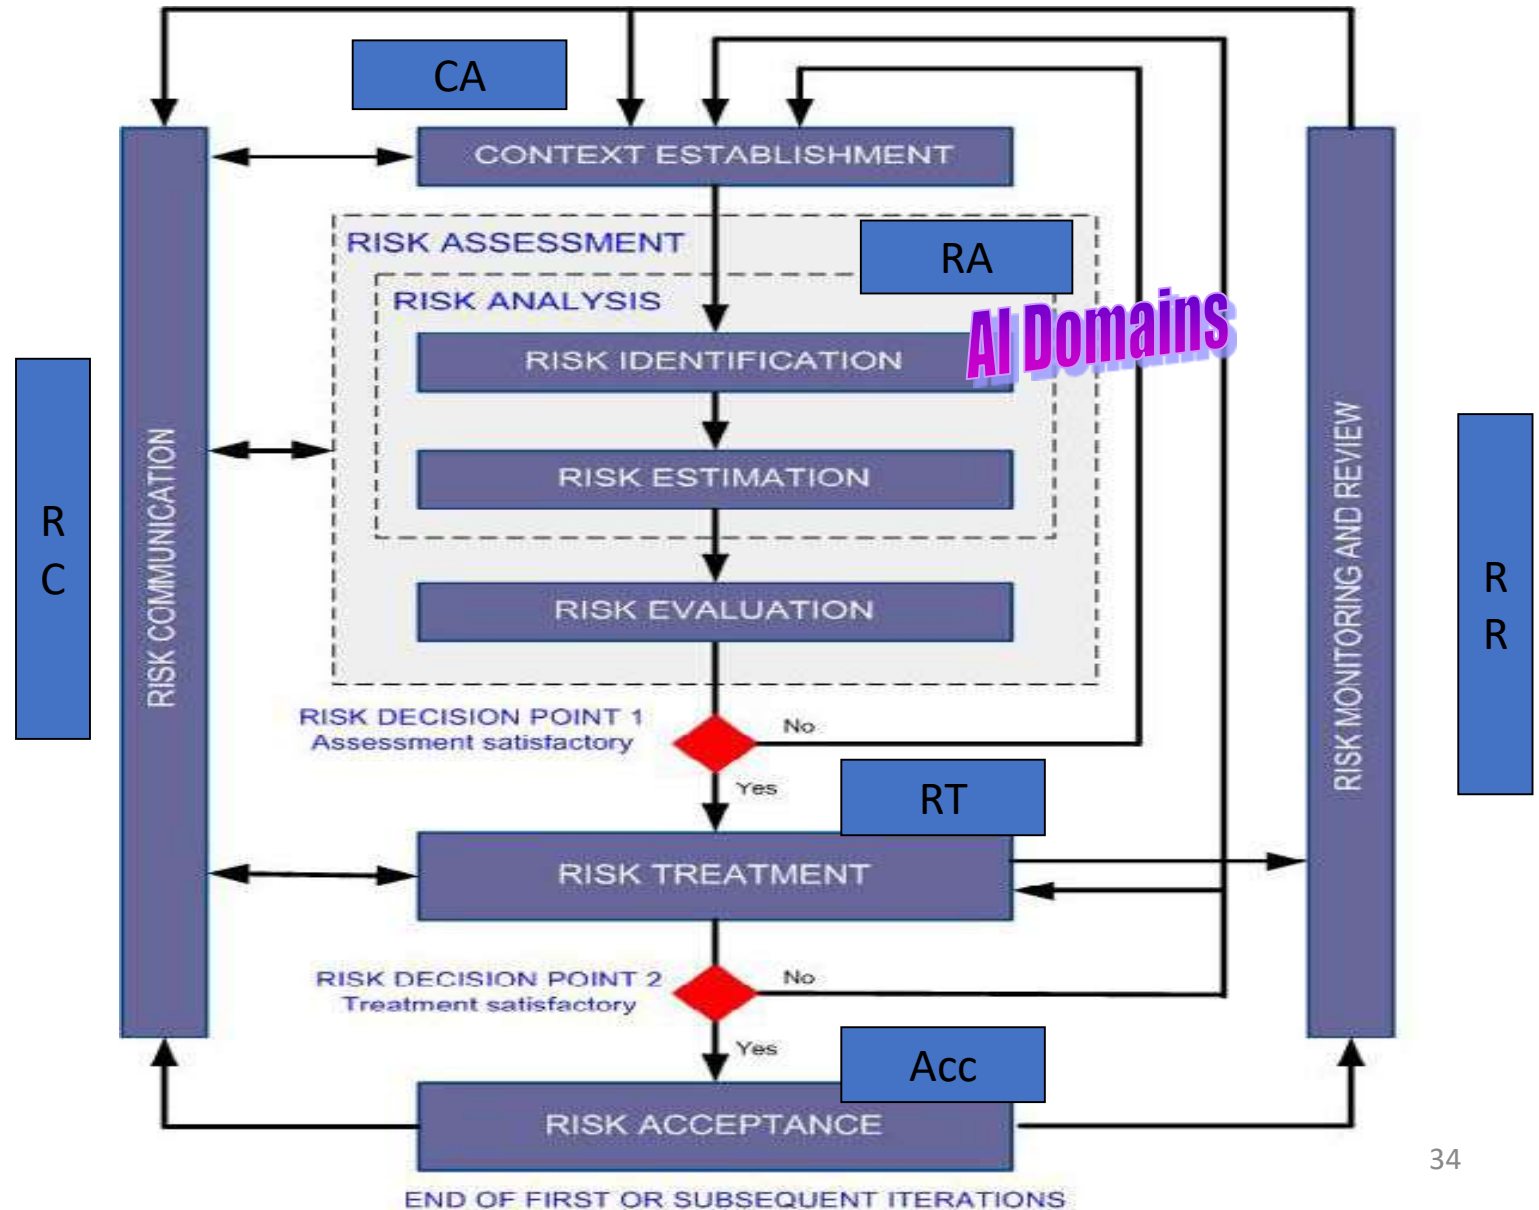 CA
CONTEXT ESTABLISHMENT
RISK ASSESSMENT
RA
RISK ANALYSIS
AI Domains
RISK IDENTIFICATION
RISK ESTIMATION
RISK EVALUATION
R
C
RISK COMMUNICATION
RISK MONITORING AND REVIEW
R
R
RISK DECISION POINT 1
Assessment satisfactory
No
Yes
RT
RISK TREATMENT
RISK DECISION POINT 2
Treatment satisfactory
No
Yes
Acc
RISK ACCEPTANCE
END OF FIRST OR SUBSEQUENT ITERATIONS
34